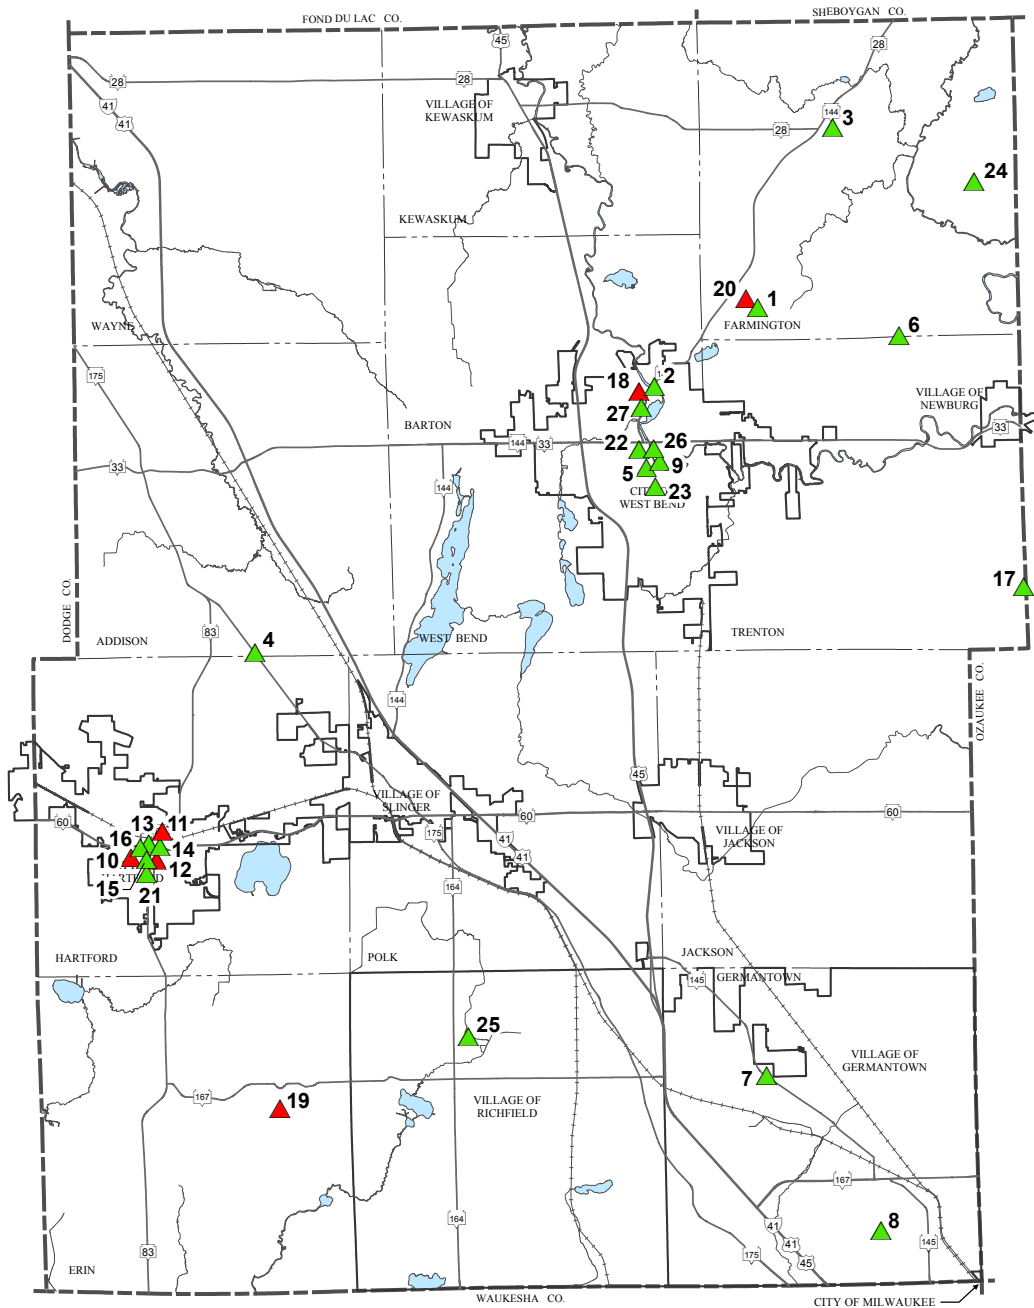 FOND DU LAC CO.
SHEBOYGAN CO.
45
28
28
28
41
41
VILLAGE OF
KEWASKUM
144
3
28
24
KEWASKUM
20
1
FARMINGTON
6
WAYNE
175
18
2
27
VILLAGE OF
NEWBURG
BARTON
33
144
33
22
26
9
5
33
144
23
WEST BEND
17
DODGE CO.
83
ADDISON
4
WEST BEND
TRENTON
OZAUKEE CO.
144
45
VILLAGE OF
SLINGER
60
60
60
13
11
16
14
10
12
15
21
175
41
41
VILLAGE OF
JACKSON
164
HARTFORD
POLK
JACKSON
GERMANTOWN
145
25
VILLAGE OF
GERMANTOWN
7
167
19
VILLAGE OF
RICHFIELD
167
164
8
41
41
45
145
175
83
ERIN
WAUKESHA CO.
CITY OF MILWAUKEE